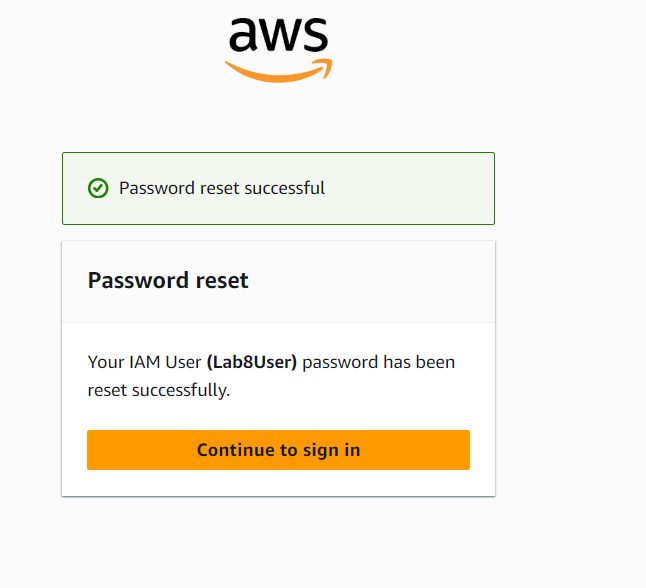 aws
Password reset successful
Password reset
Your IAM User (Lab8User) password has been
reset successfully.
Continue to sign in